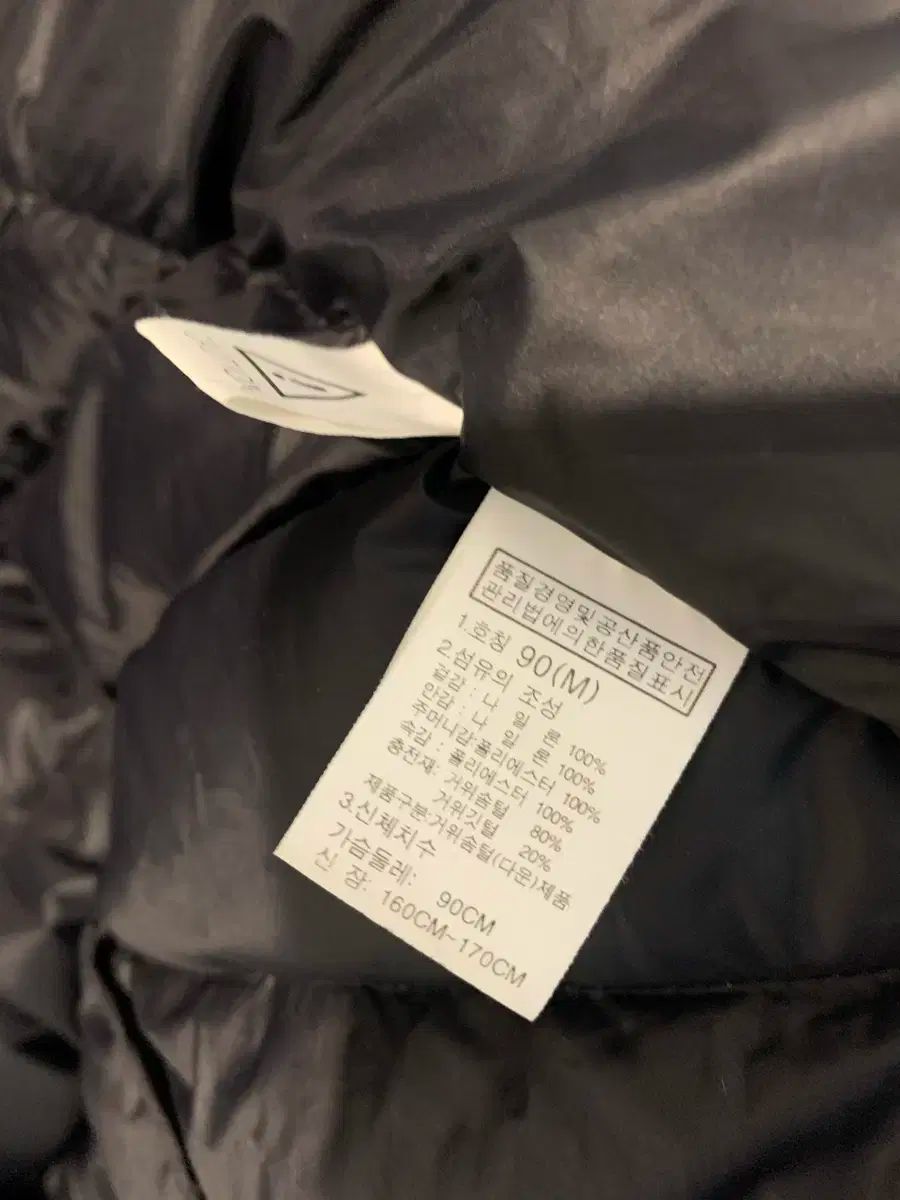 품질경영및공산품안전
관리법에의한품질표시
1.호칭 90(M)
2.섬유의 조성
겉감 : 나 일 론 100%
안감 : 나 일 론 100%
주머니감:폴리에스터 100%
속감 : 폴리에스터 100%
충전재: 거위솜털 80%
거위깃털 20%
제품구분:거위솜털(다운)제품
3.신체치수
가슴둘레: 90CM
신 장: 160CM~170CM